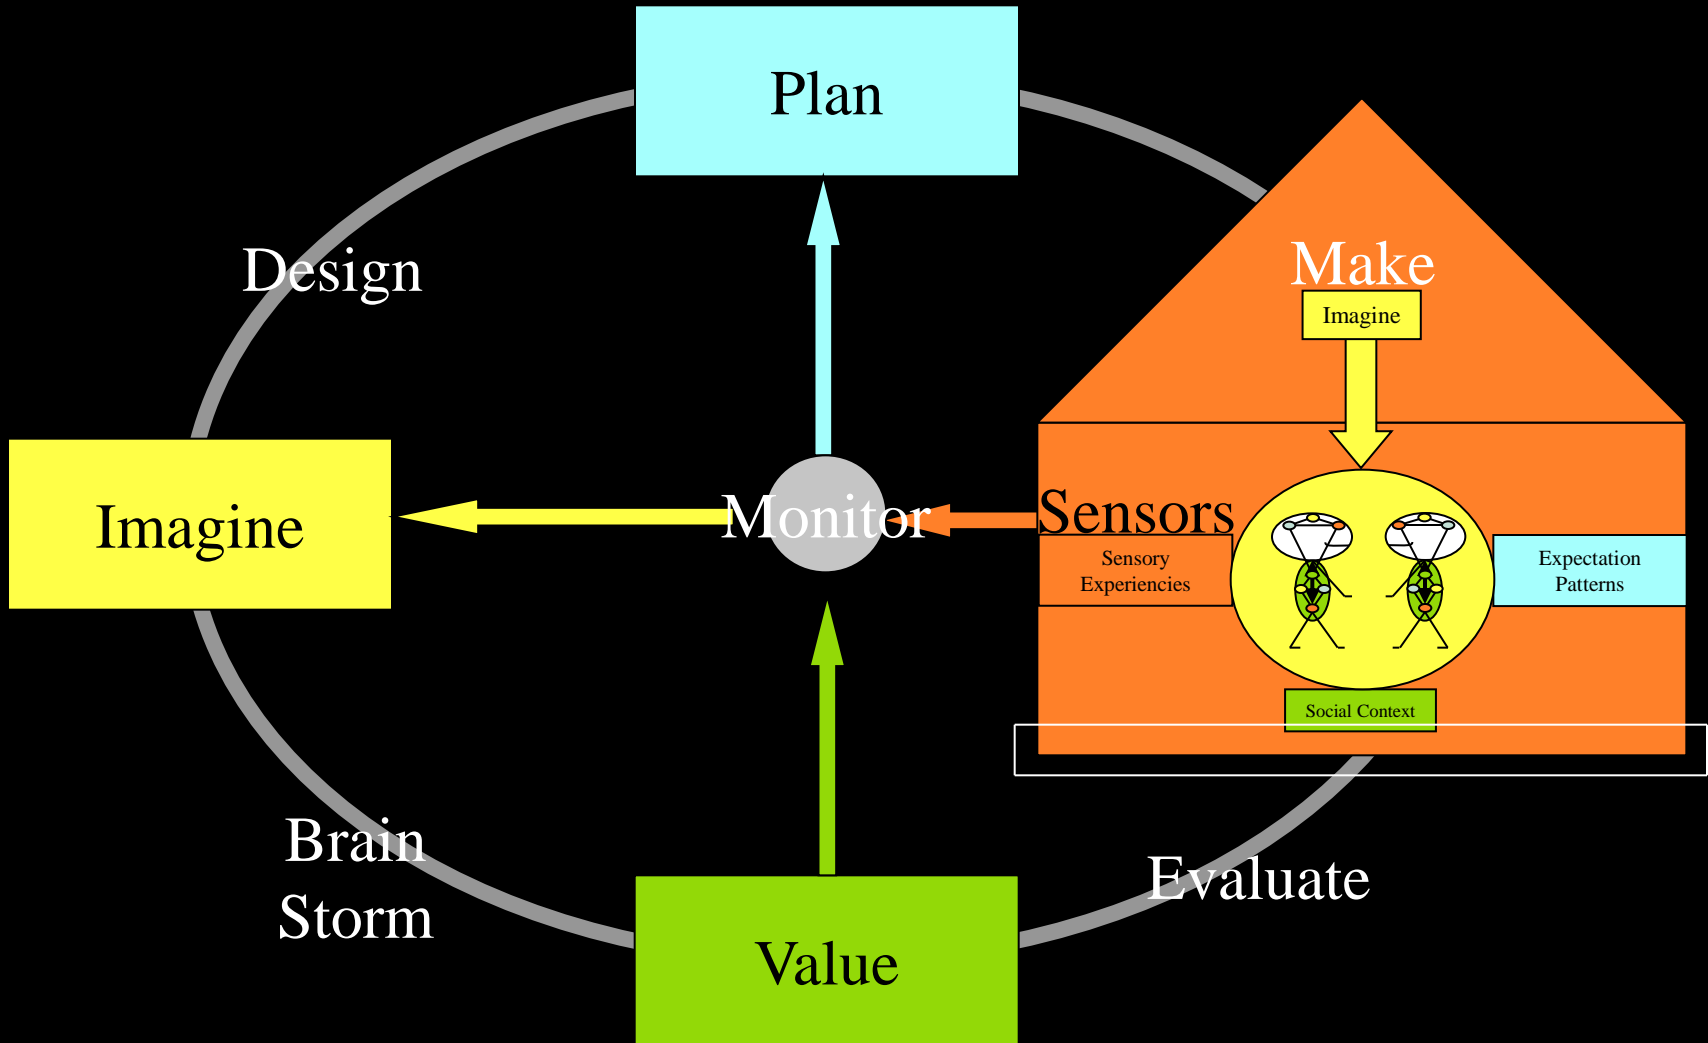 Plan
Design
Make
Imagine
Imagine
Monitor
Sensors
Sensory
Experiencies
Expectation
Patterns
Social Context
Brain
Storm
Evaluate
Value